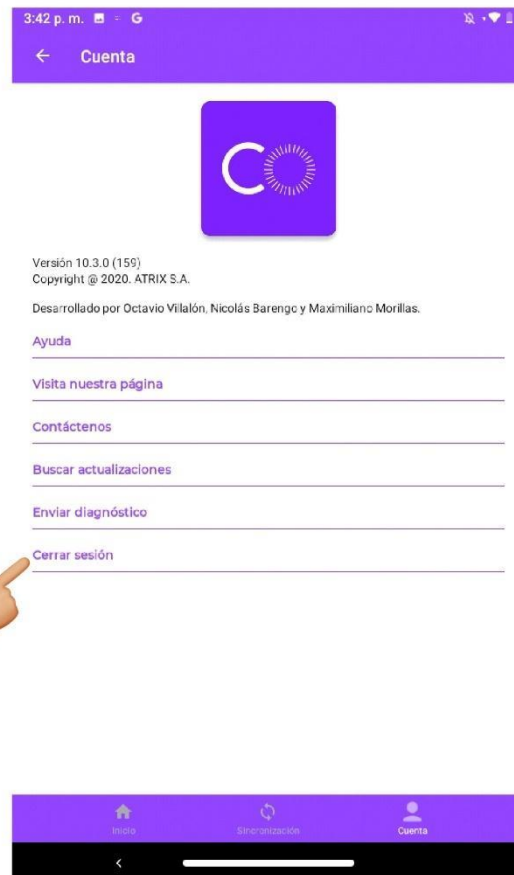 3:42 p. m. G
Cuenta
CO
Versión 10.3.0 (159)
Copyright @ 2020. ATRIX S.A.
Desarrollado por Octavio Villalón, Nicolás Barengo y Maximiliano Morillas.
Ayuda
Visita nuestra página
Contáctenos
Buscar actualizaciones
Enviar diagnóstico
Cerrar sesión
Inicio Sincronización Cuenta